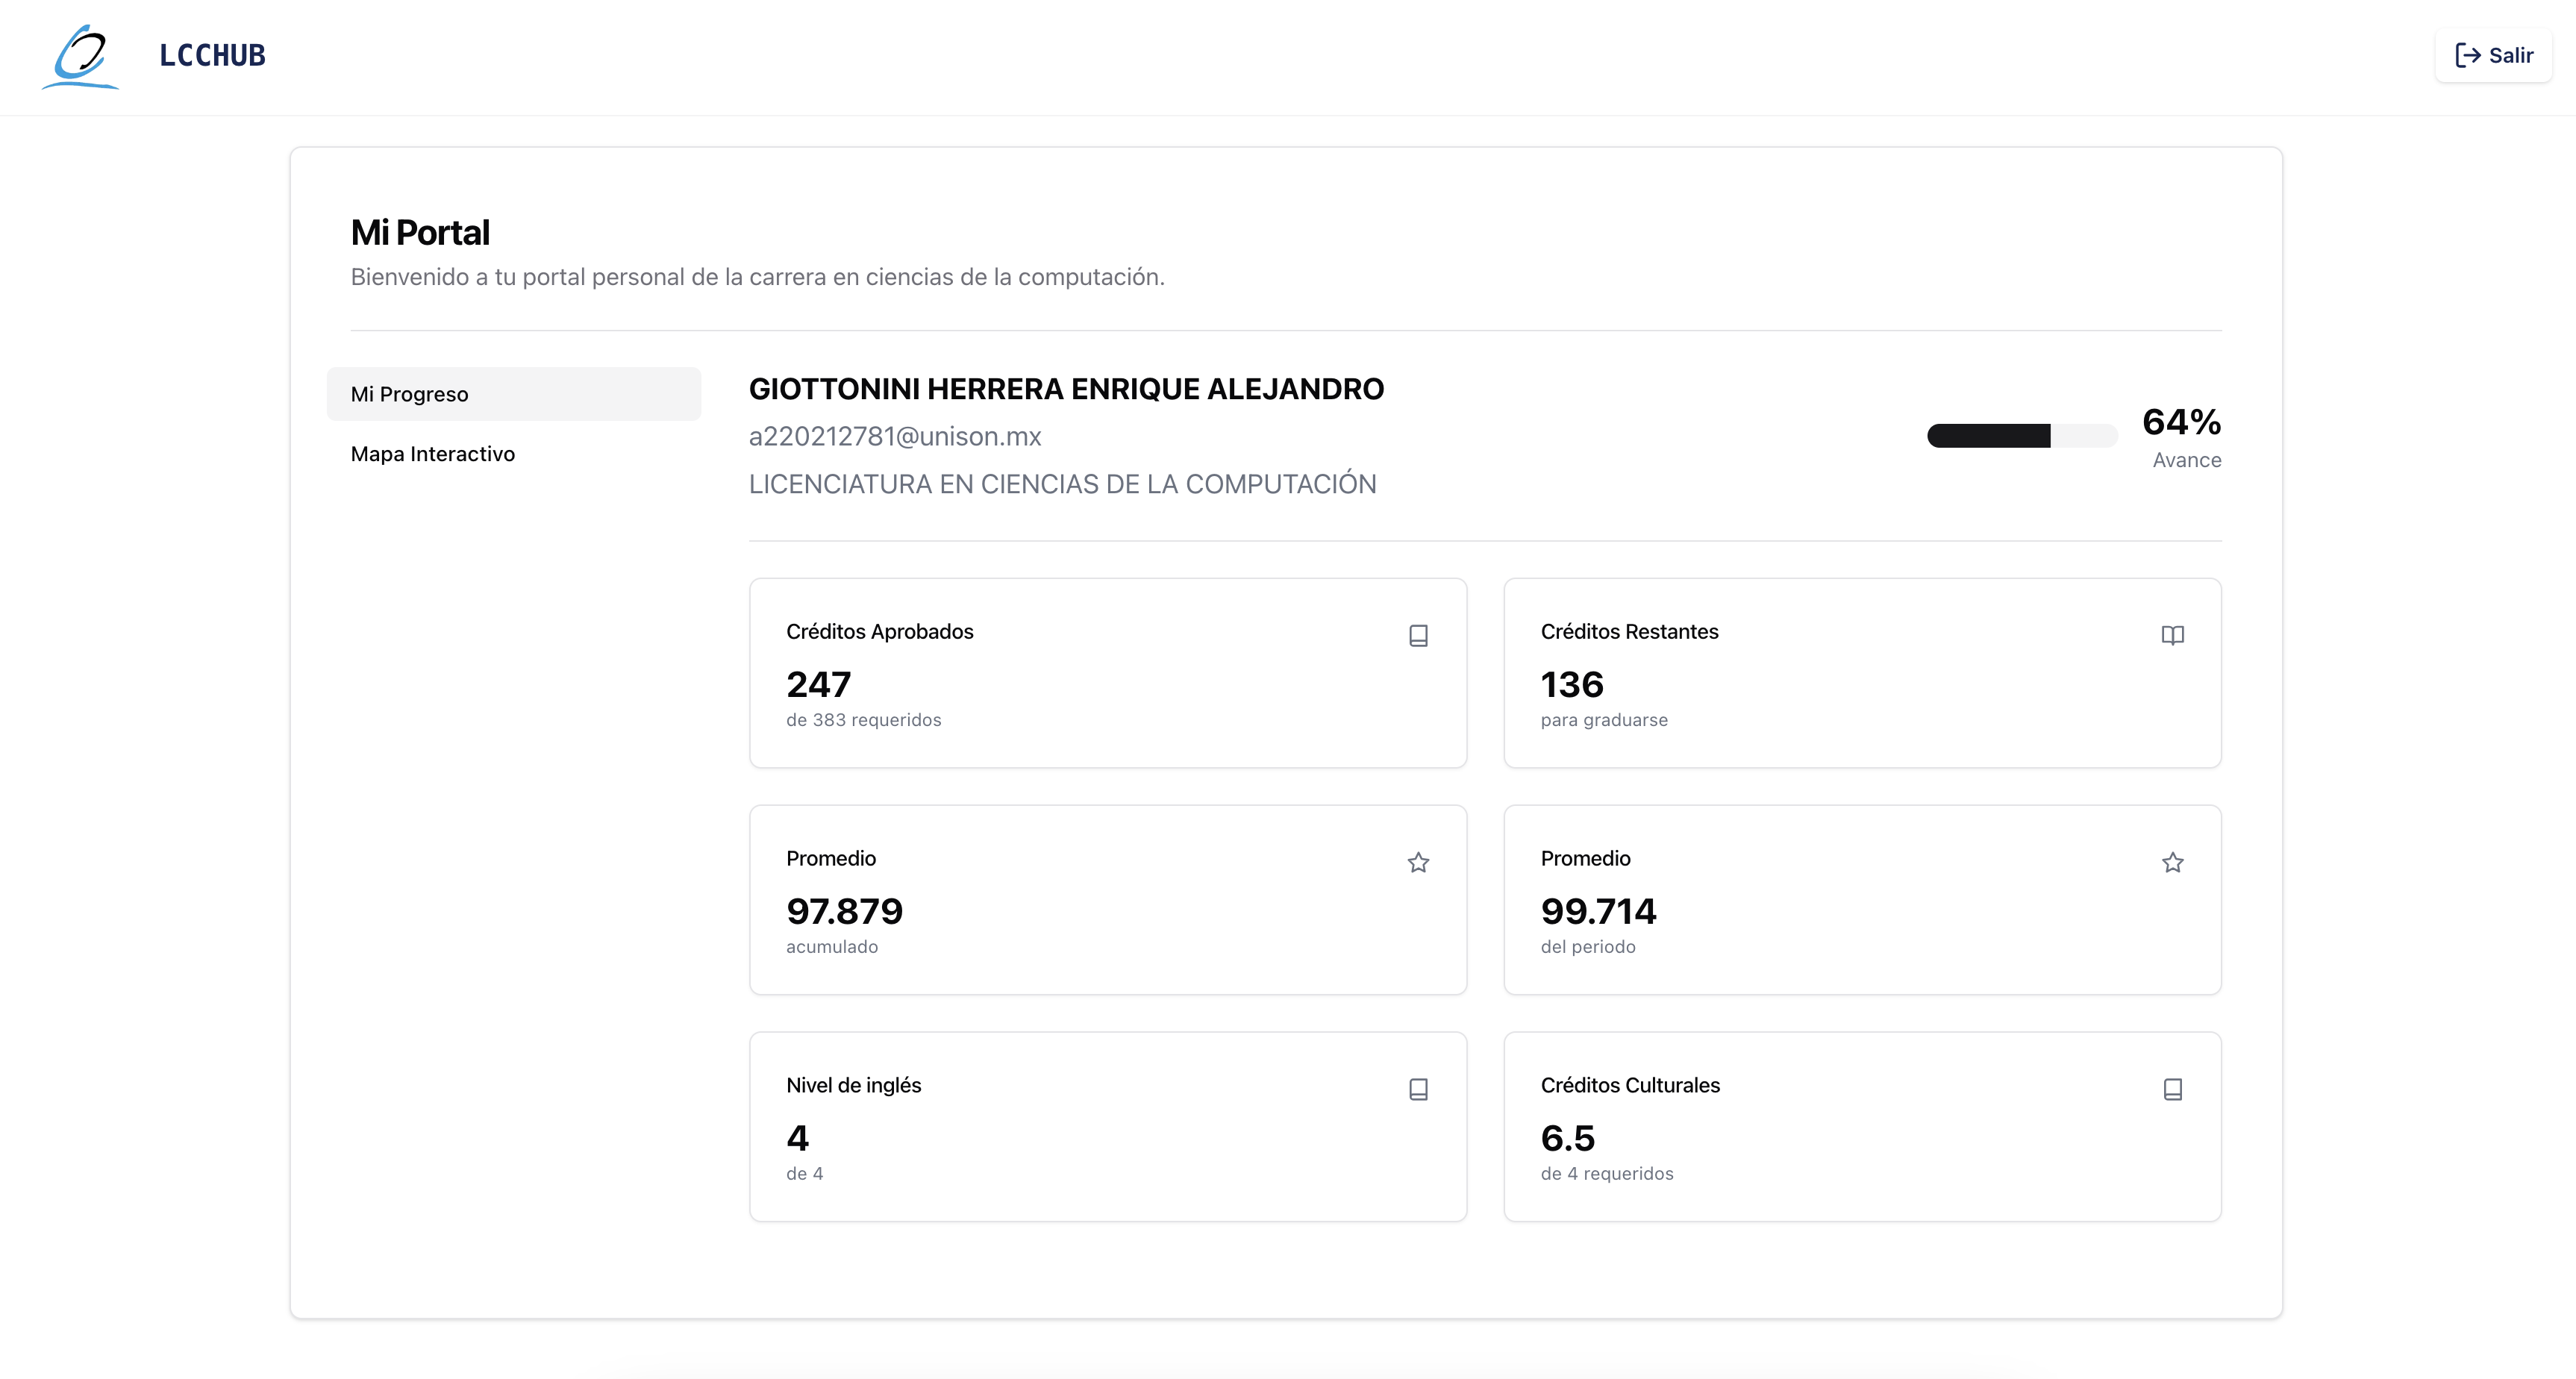 LCCHUB
Salir
Mi Portal
Bienvenido a tu portal personal de la carrera en ciencias de la computación.
Mi Progreso
Mapa Interactivo
GIOTTONINI HERRERA ENRIQUE ALEJANDRO
a220212781@unison.mx
LICENCIATURA EN CIENCIAS DE LA COMPUTACIÓN
64%
Avance
Créditos Aprobados
247
de 383 requeridos
Créditos Restantes
136
para graduarse
Promedio
97.879
acumulado
Promedio
99.714
del periodo
Nivel de inglés
4
de 4
Créditos Culturales
6.5
de 4 requeridos